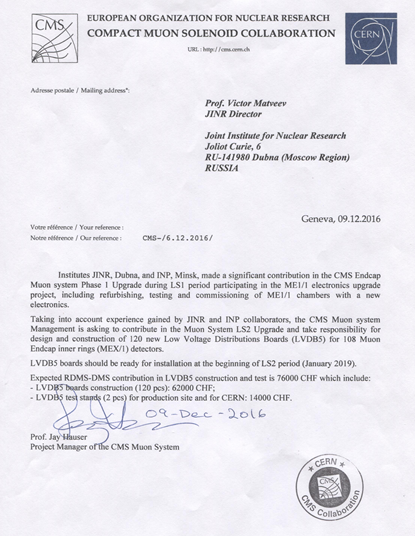 CMS
EUROPEAN ORGANIZATION FOR NUCLEAR RESEARCH
COMPACT MUON SOLENOID COLLABORATION
URL : http://cms.cern.ch
CERN
Adresse postale / Mailing address*:
Prof. Victor Matveev
JINR Director
Joint Institute for Nuclear Research
Joliot Curie, 6
RU-141980 Dubna (Moscow Region)
RUSSIA
Geneva, 09.12.2016
Votre référence / Your reference :
Notre référence / Our reference : CMS-/6.12.2016/
Institutes JINR, Dubna, and INP, Minsk, made a significant contribution in the CMS Endcap
Muon system Phase 1 Upgrade during LS1 period participating in the ME1/1 electronics upgrade
project, including refurbishing, testing and commissioning of ME1/1 chambers with a new
electronics.
Taking into account experience gained by JINR and INP collaborators, the CMS Muon system
Management is asking to contribute in the Muon System LS2 Upgrade and take responsibility for
design and construction of 120 new Low Voltage Distributions Boards (LVDB5) for 108 Muon
Endcap inner rings (MEX/1) detectors.
LVDB5 boards should be ready for installation at the beginning of LS2 period (January 2019).
Expected RDMS-DMS contribution in LVDB5 construction and test is 76000 CHF which include:
- LVDB5 boards construction (120 pcs): 62000 CHF;
- LVDB5 test stands (2 pcs) for production site and for CERN: 14000 CHF.
09-Dec-2016
Prof. Jay Hauser
Project Manager of the CMS Muon System
CERN
CMS
CMS Collaboration